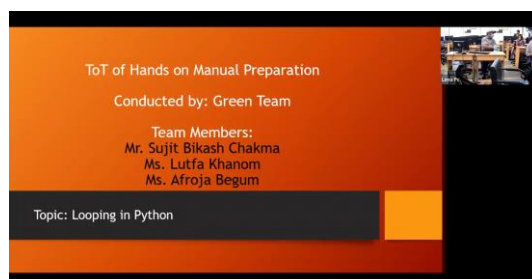 ToT of Hands on Manual Preparation
Conducted by: Green Team
Team Members:
Mr. Sujit Bikash Chakma
Ms. Lutfa Khanom
Ms. Afroja Begum
Topic: Looping in Python